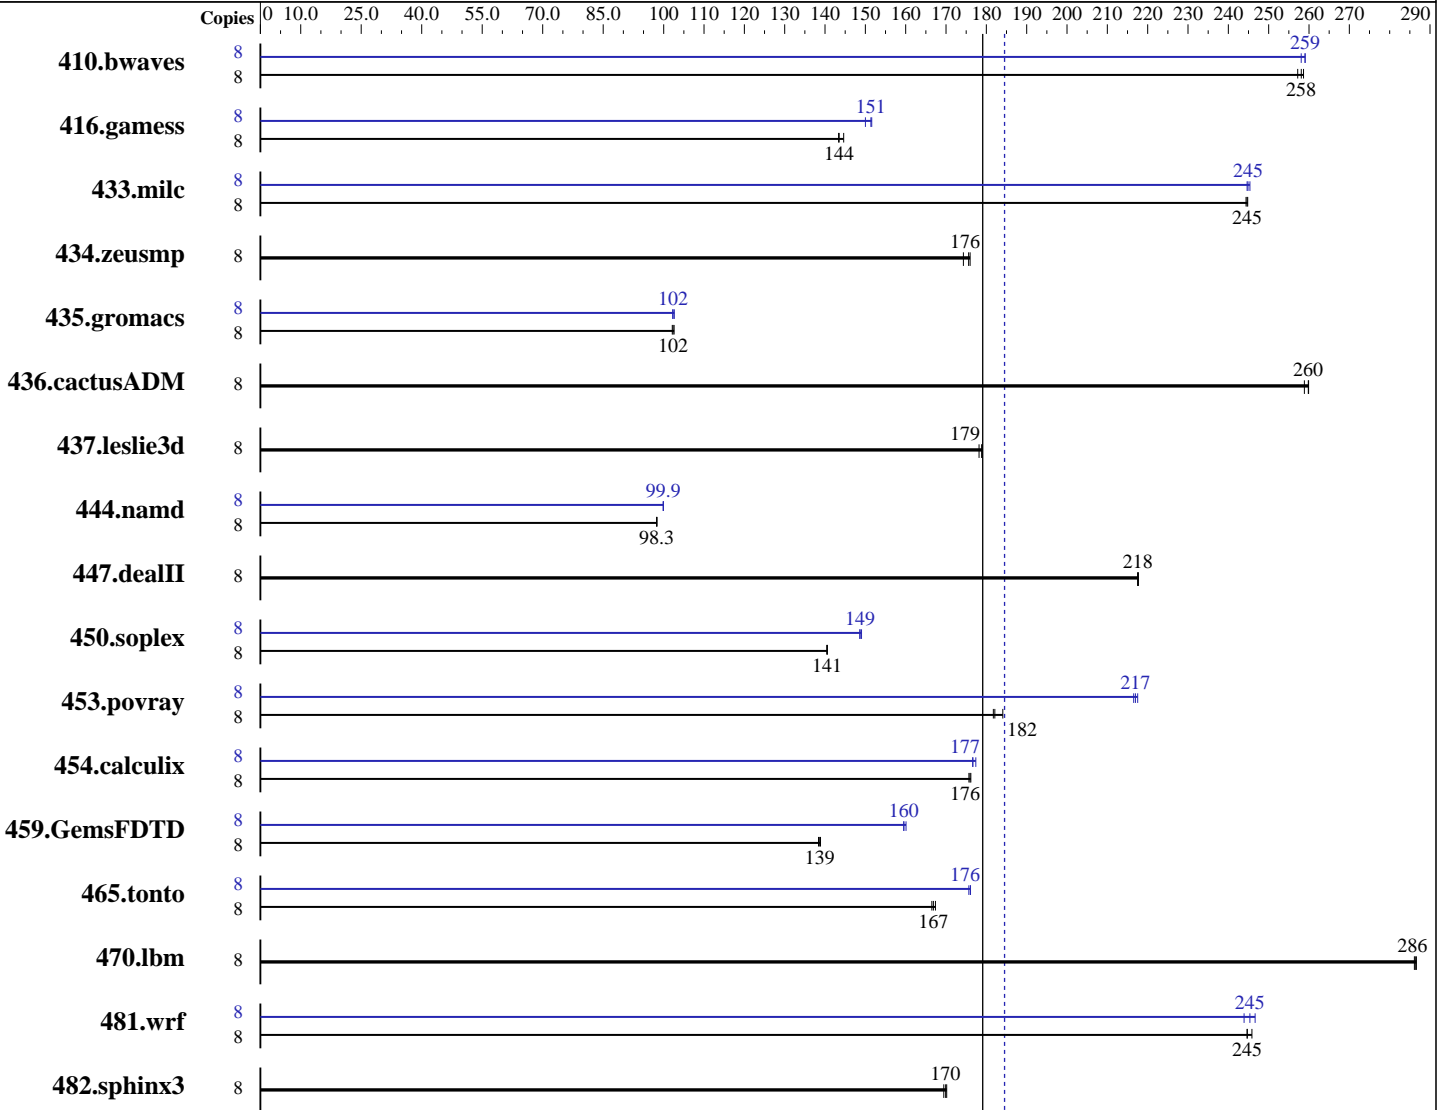 Copies 0 10.0 25.0 40.0 55.0 70.0 85.0 100 110 120 130 140 150 160 170 180 190 200 210 220 230 240 250 260 270 290
410.bwaves 8 259
8 258
416.gamess 8 151
8 144
433.milc 8 245
8 245
434.zeusmp 8 176
435.gromacs 8 102
8 102
436.cactusADM 8 260
437.leslie3d 8 179
444.namd 8 99.9
8 98.3
447.dealII 8 218
450.soplex 8 149
8 141
453.povray 8 217
8 182
454.calculix 8 177
8 176
459.GemsFDTD 8 160
8 139
465.tonto 8 176
8 167
470.lbm 8 286
481.wrf 8 245
8 245
482.sphinx3 8 170